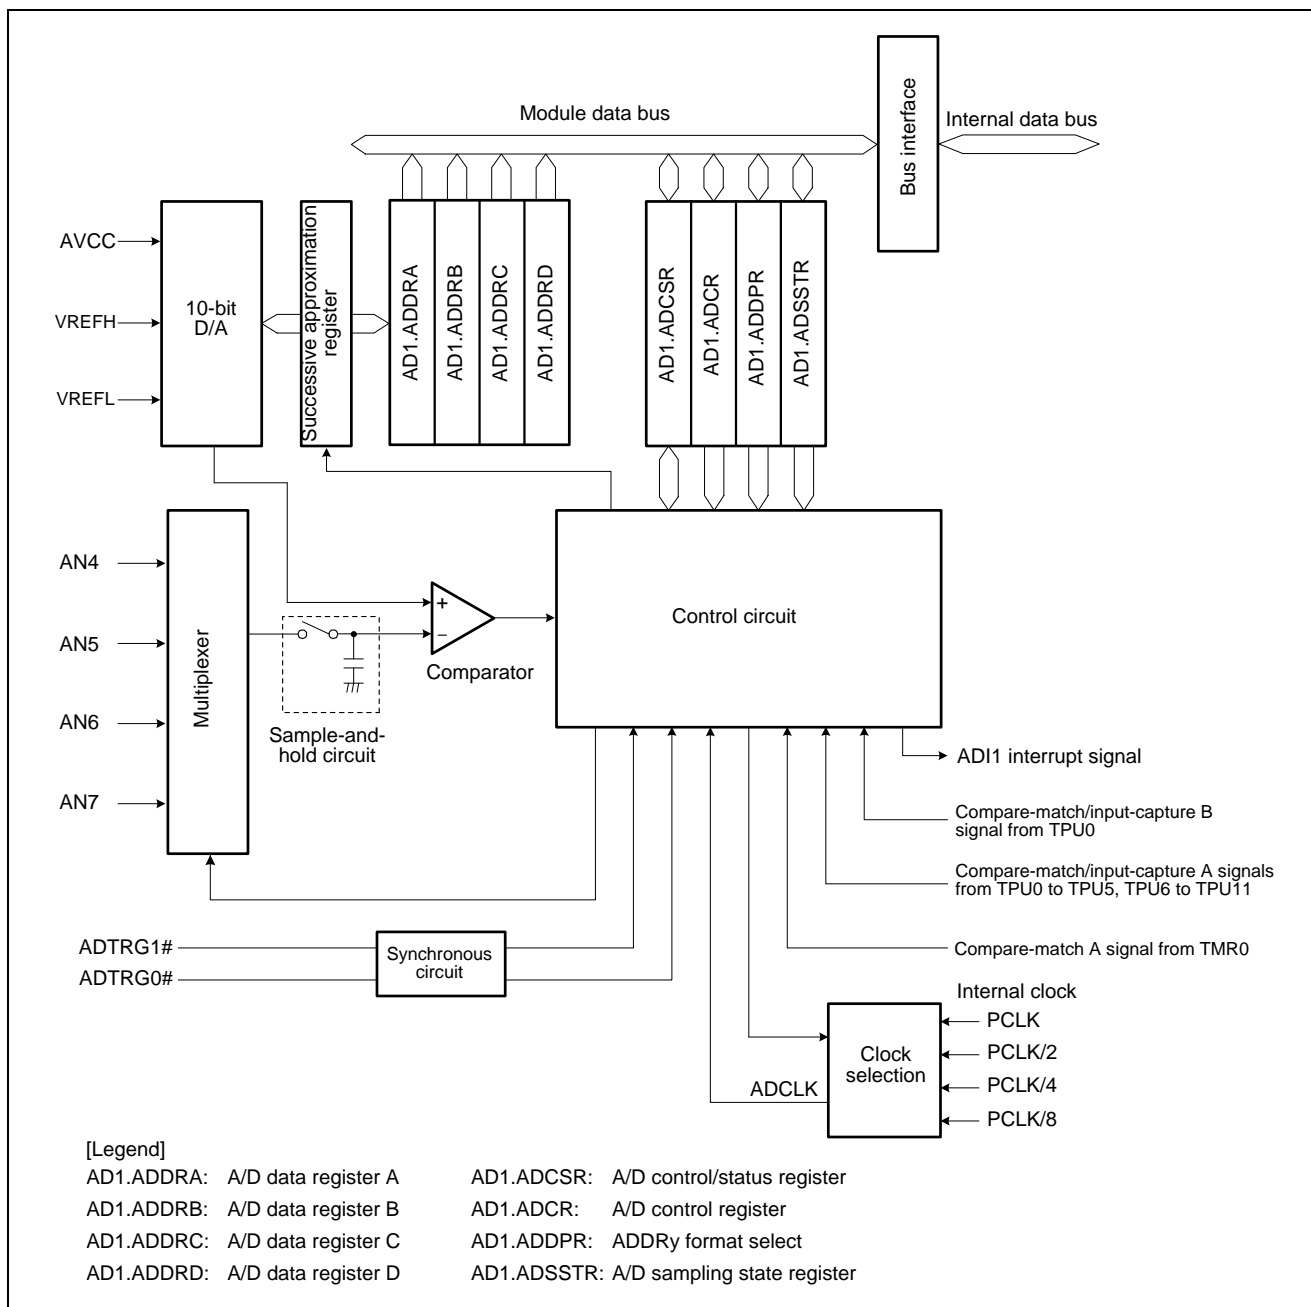 Module data bus
Internal data bus
Bus interface
AVCC
VREFH
VREFL
10-bit
D/A
Successive approximation
register
AD1.ADDRA
AD1.ADDRB
AD1.ADDRC
AD1.ADDRD
AD1.ADCSR
AD1.ADCR
AD1.ADDPR
AD1.ADSSTR
AN4
AN5
AN6
AN7
Multiplexer
Sample-and-
hold circuit
+
−
Comparator
Control circuit
ADI1 interrupt signal
Compare-match/input-capture B
signal from TPU0
Compare-match/input-capture A signals
from TPU0 to TPU5, TPU6 to TPU11
Compare-match A signal from TMR0
ADTRG1#
ADTRG0#
Synchronous
circuit
Internal clock
PCLK
PCLK/2
PCLK/4
PCLK/8
Clock
selection
ADCLK
[Legend]
AD1.ADDRA: A/D data register A
AD1.ADDRB: A/D data register B
AD1.ADDRC: A/D data register C
AD1.ADDRD: A/D data register D
AD1.ADCSR: A/D control/status register
AD1.ADCR: A/D control register
AD1.ADDPR: ADDRy format select
AD1.ADSSTR: A/D sampling state register